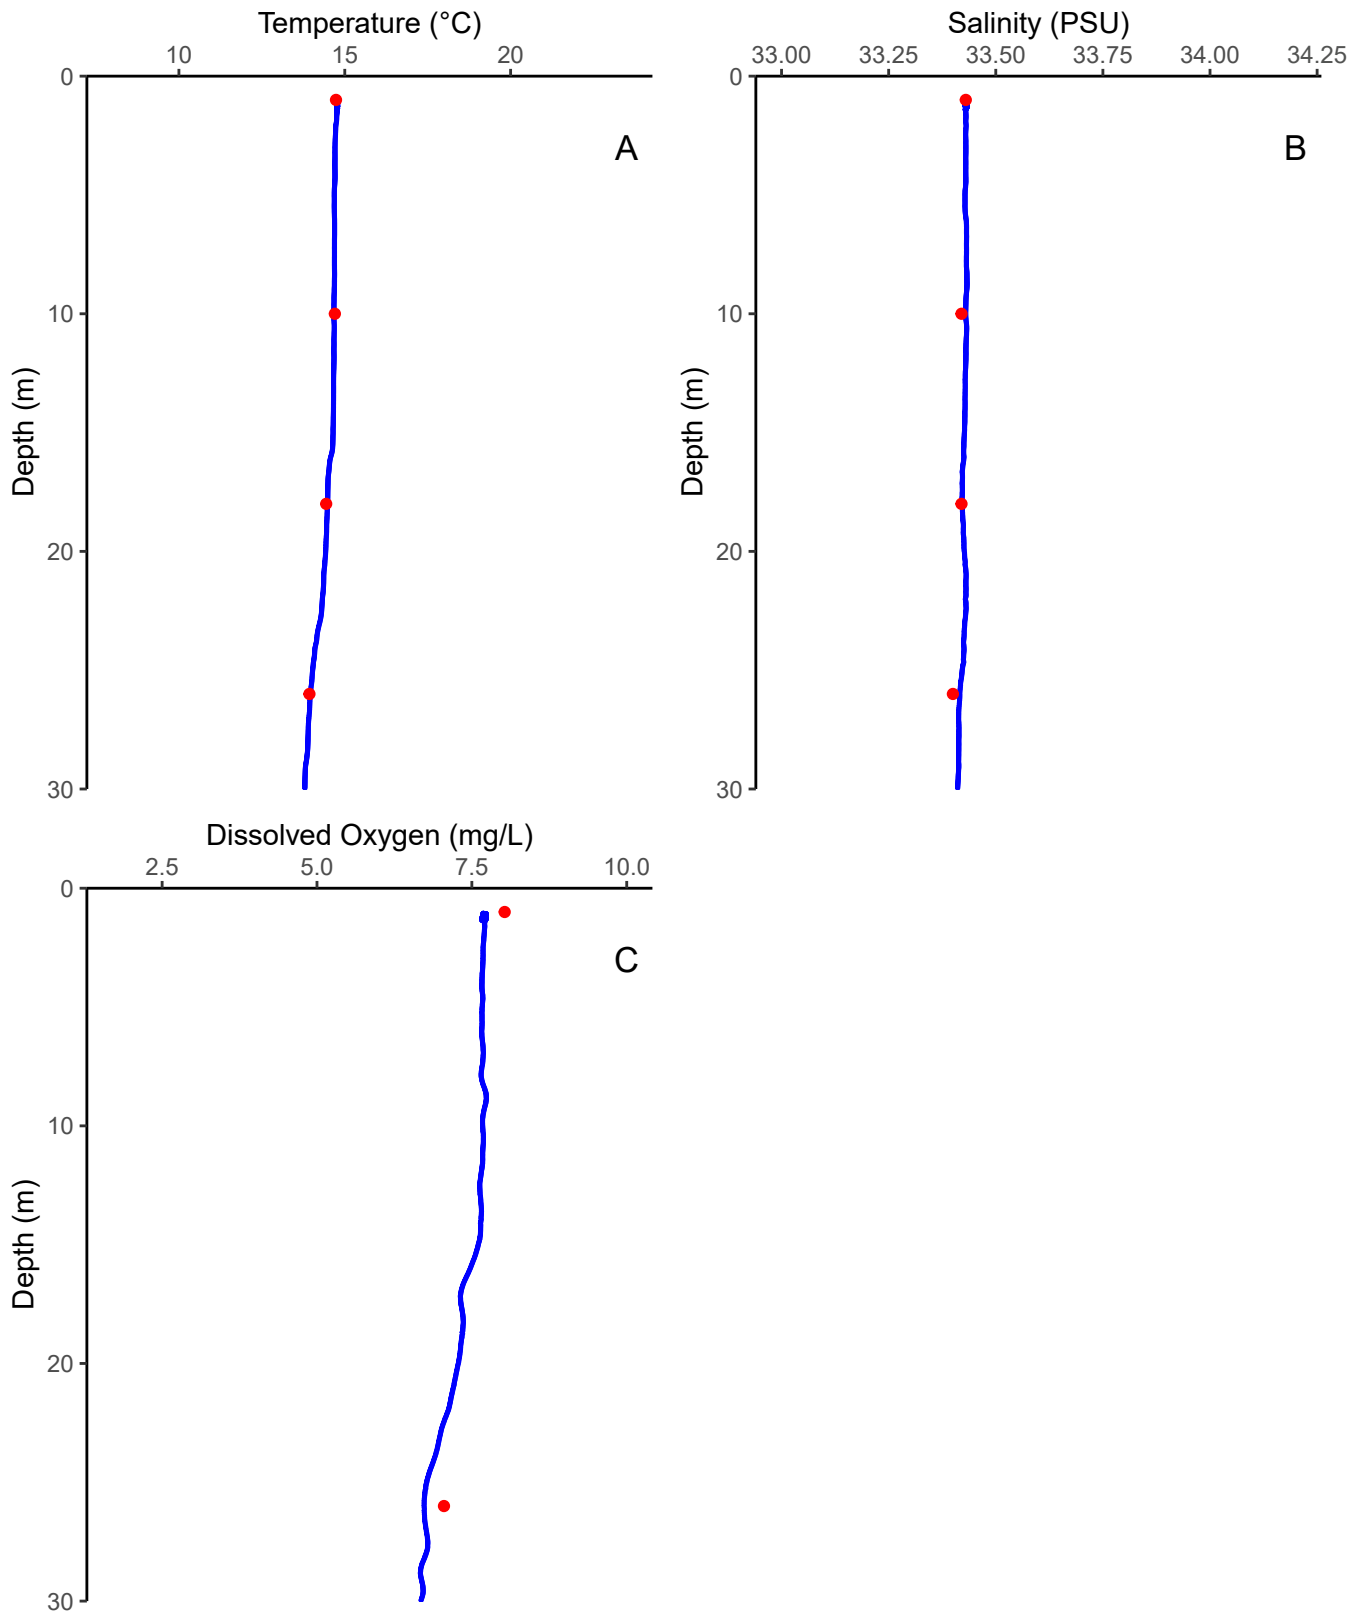 Temperature (°C)
10 15 20
0
10
20
30
Depth (m)
A
Salinity (PSU)
33.00 33.25 33.50 33.75 34.00 34.25
0
10
20
30
Depth (m)
B
Dissolved Oxygen (mg/L)
2.5 5.0 7.5 10.0
0
10
20
30
Depth (m)
C